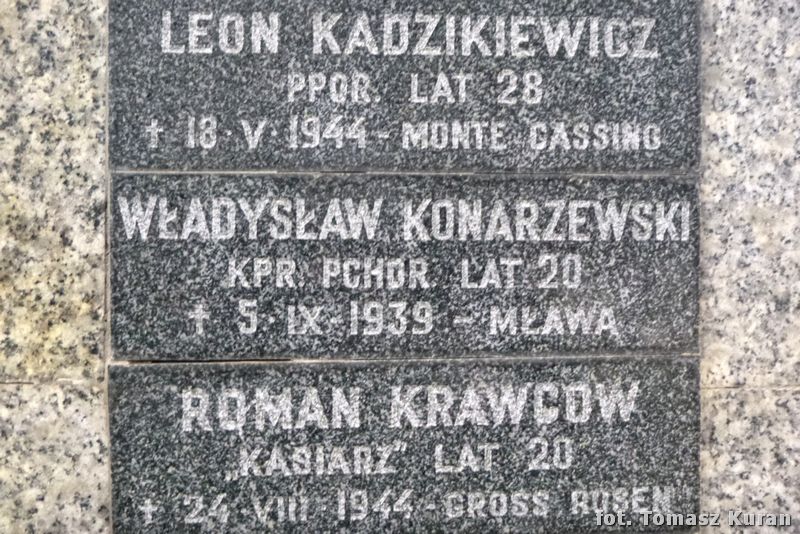 LEON KADZIKIEWICZ
PPOR. LAT 28
† 18·V·1944 - MONTE CASSINO
WŁADYSŁAW KONARZEWSKI
KPR. PCHOR. LAT 20
† 5·IX·1939 - MŁAWA
ROMAN KRAWCOW
„KASIARZ" LAT 20
† 24·VIII·1944 - GROSS ROSEN
fot. Tomasz Kuran